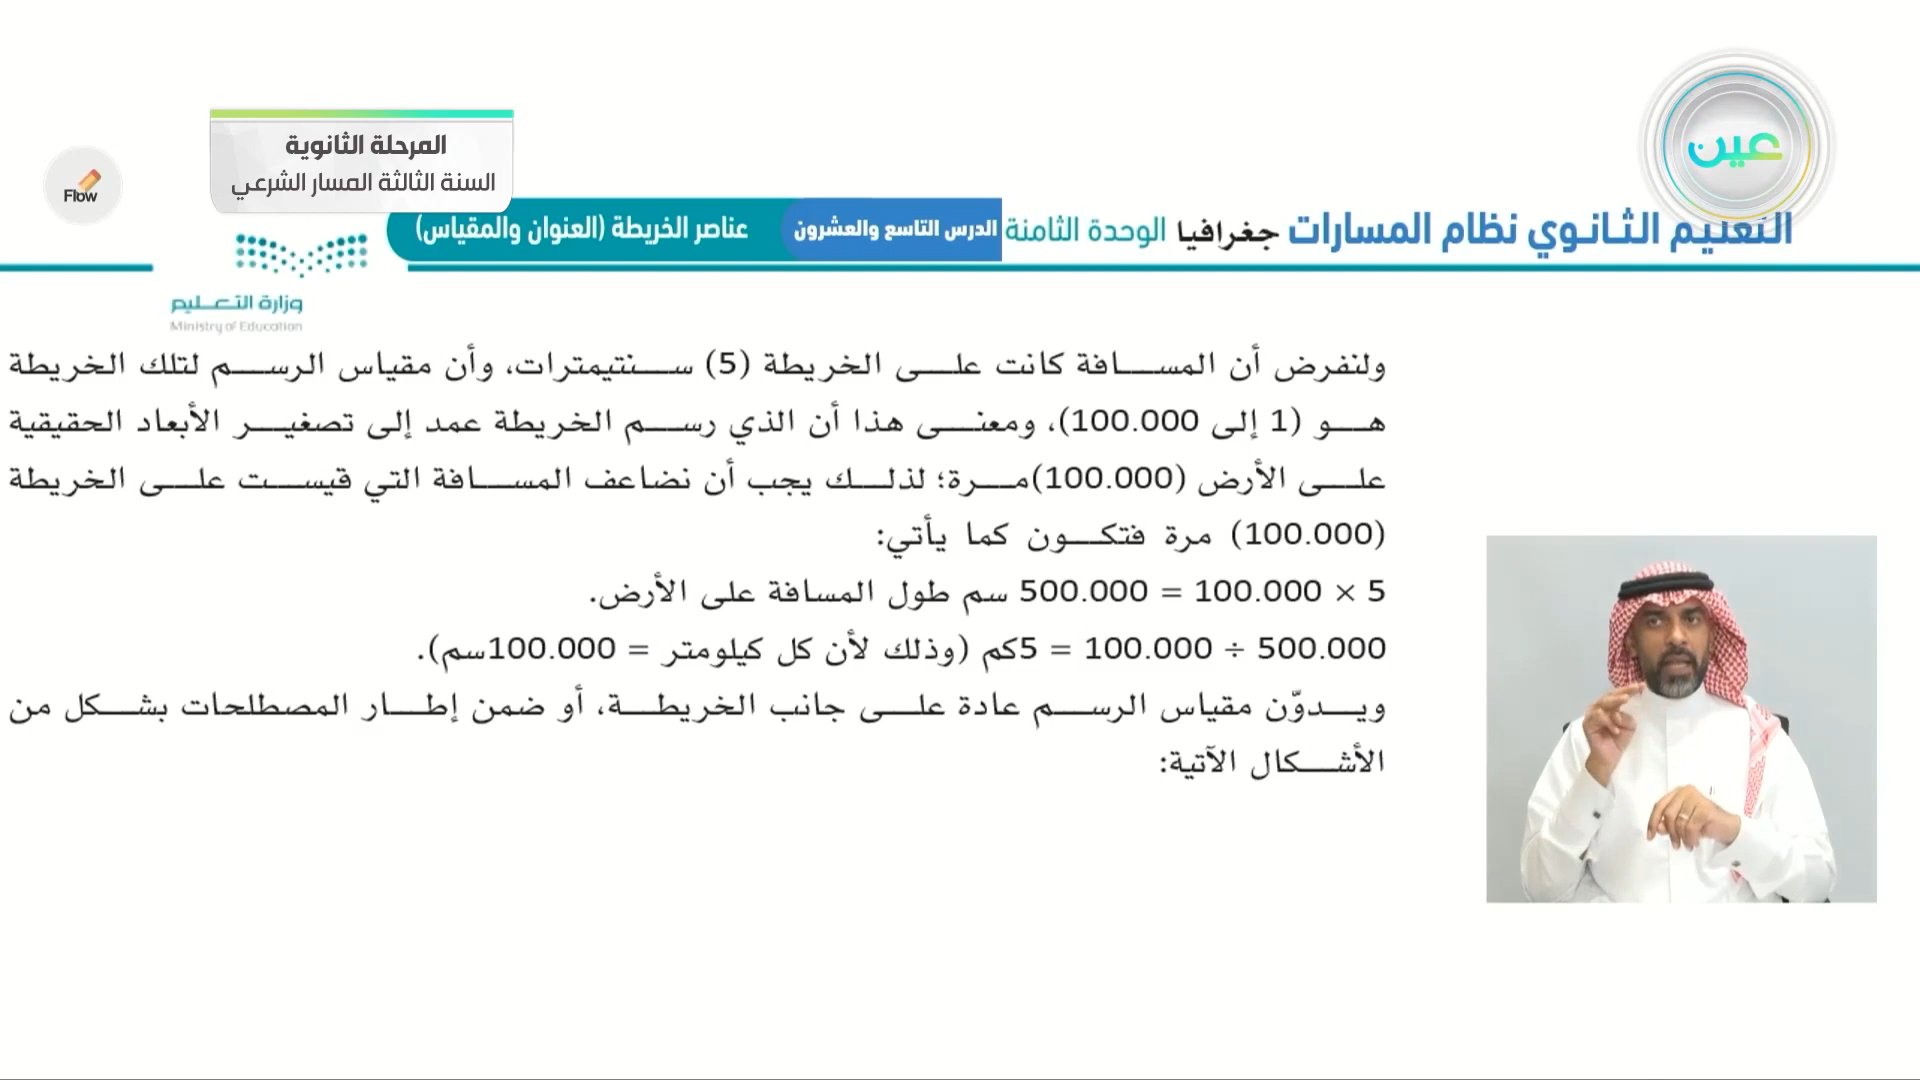 عين
المرحلة الثانوية
السنة الثالثة المسار الشرعي
Flow
التعليم الثانوي نظام المسارات جغرافيا الوحدة الثامنة الدرس التاسع والعشرون عناصر الخريطة (العنوان والمقياس)
وزارة التعليم
Ministry of Education
ولنفرض أن المسافة كانت على الخريطة (5) سنتيمترات، وأن مقياس الرسم لتلك الخريطة
هو (1 إلى 100.000)، ومعنى هذا أن الذي رسم الخريطة عمد إلى تصغير الأبعاد الحقيقية
على الأرض (100.000)مرة؛ لذلك يجب أن نضاعف المسافة التي قيست على الخريطة
(100.000) مرة فتكون كما يأتي:
5 × 100.000 = 500.000 سم طول المسافة على الأرض.
500.000 ÷ 100.000 = 5كم (وذلك لأن كل كيلومتر = 100.000سم).
ويدوّن مقياس الرسم عادة على جانب الخريطة، أو ضمن إطار المصطلحات بشكل من
الأشكال الآتية: